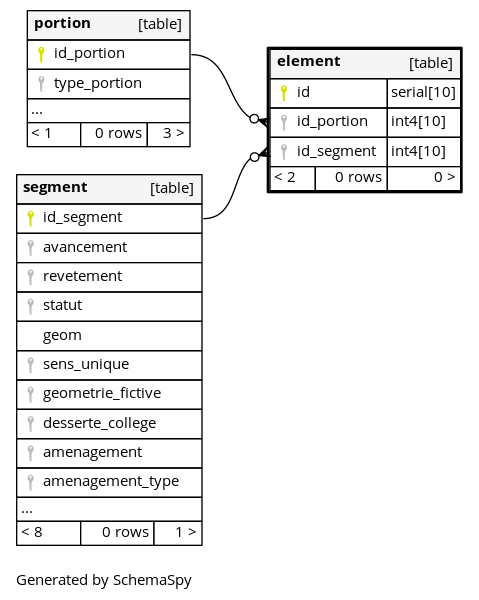 portion [table]
id_portion
type_portion
...
< 1 0 rows 3 >
element [table]
id serial[10]
id_portion int4[10]
id_segment int4[10]
< 2 0 rows 0 >
segment [table]
id_segment
avancement
revetement
statut
geom
sens_unique
geometrie_fictive
desserte_college
amenagement
amenagement_type
...
< 8 0 rows 1 >
Generated by SchemaSpy